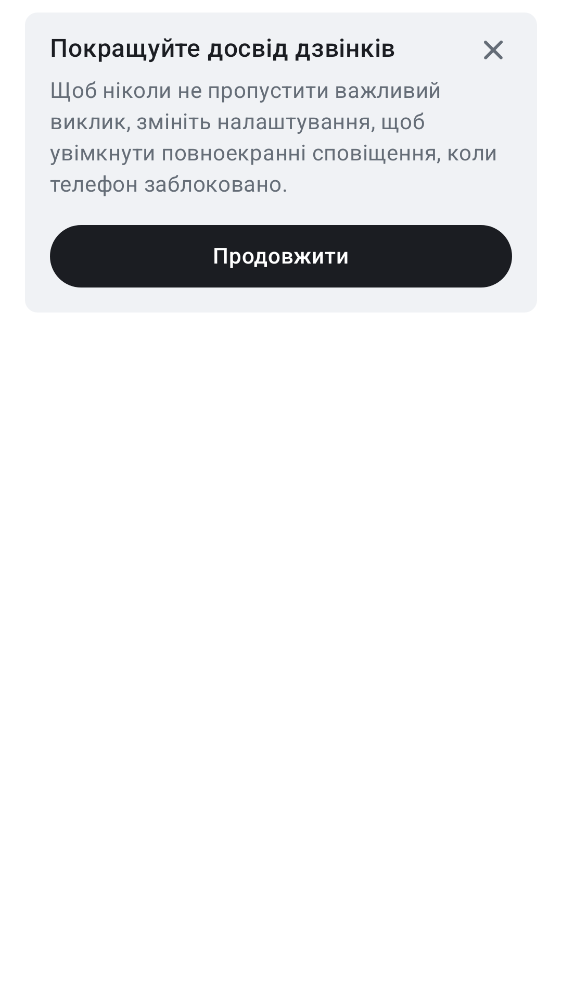 Покращуйте досвід дзвінків
Щоб ніколи не пропустити важливий
виклик, змініть налаштування, щоб
увімкнути повноекранні сповіщення, коли
телефон заблоковано.
Продовжити